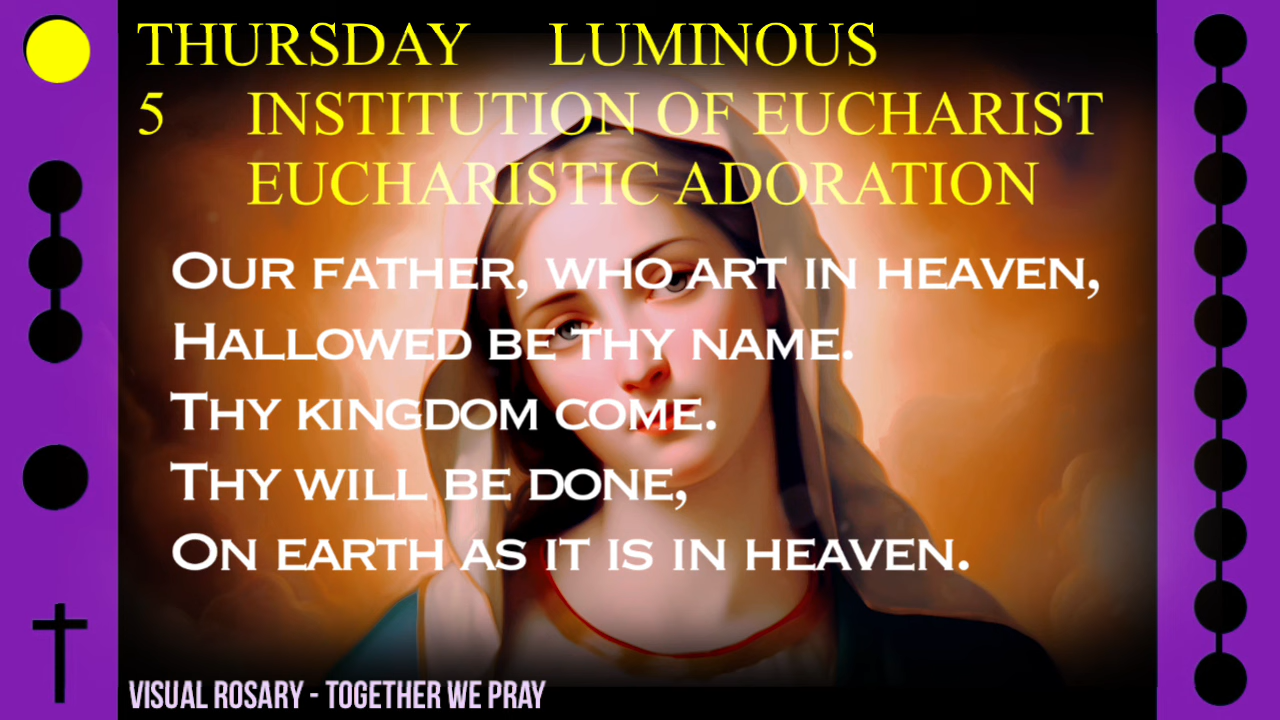 THURSDAY LUMINOUS
5 INSTITUTION OF EUCHARIST
EUCHARISTIC ADORATION
OUR FATHER, WHO ART IN HEAVEN,
HALLOWED BE THY NAME.
THY KINGDOM COME.
THY WILL BE DONE,
ON EARTH AS IT IS IN HEAVEN.
VISUAL ROSARY - TOGETHER WE PRAY